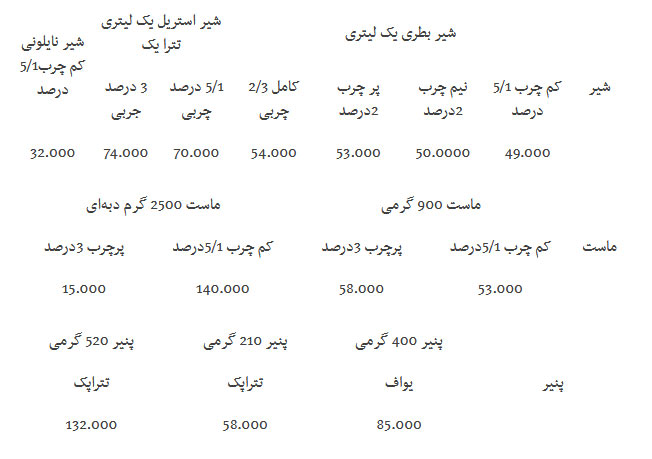 شیر بطری یک لیتری	شیر استریل یک لیتری تترا یک	شیر نایلونی کم چرب5/1 درصد
شیر	کم چرب 5/1 درصد	نیم چرب 2درصد	پر چرب 2درصد	کامل 2/3 چربی	5/1 درصد چربی	3 درصد جربی
49.000	50.0000	53.000	54.000	70.000	74.000	32.000
ماست 900 گرمی	ماست 2500 گرم دبه‌ای
ماست	کم چرب 5/1درصد	پرچرب 3درصد	کم چرب 5/1درصد	پرچرب 3درصد
53.000	58.000	140.000	15.000
پنیر 400 گرمی	پنیر 210 گرمی	پنیر 520 گرمی
پنیر	یواف	تتراپک	تتراپک
85.000	58.000	132.000